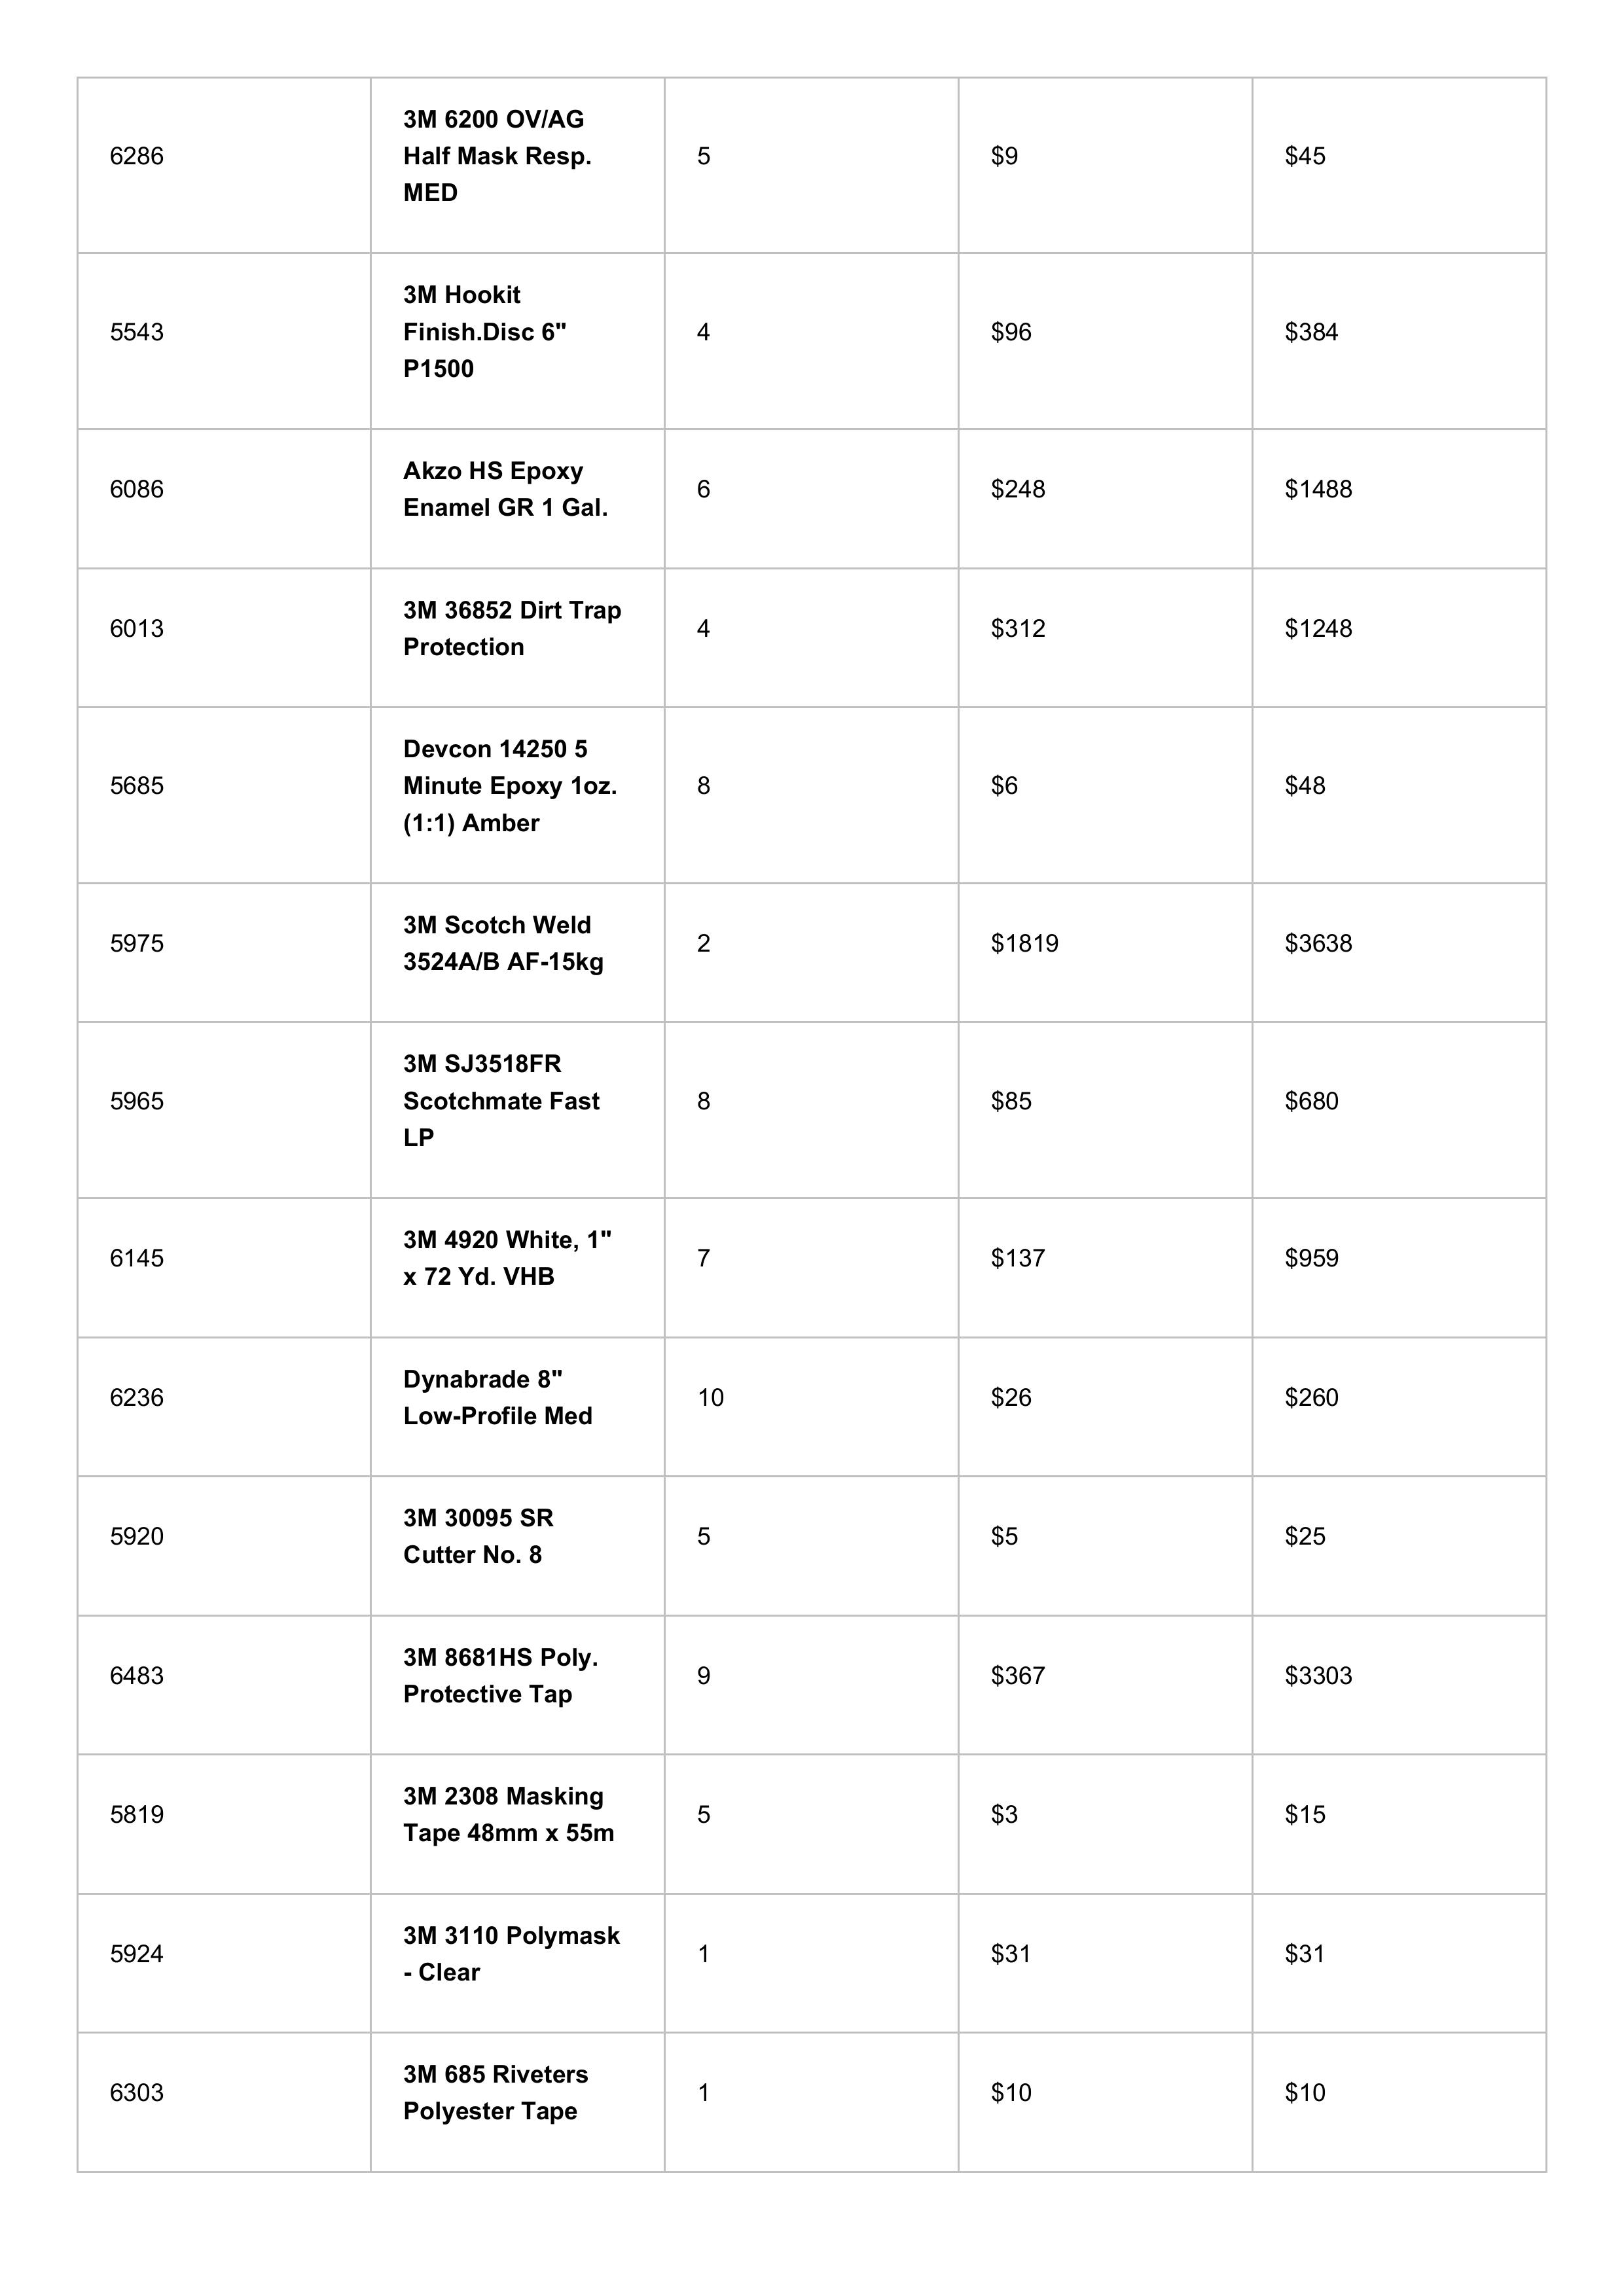 6286
3M 6200 OV/AG
Half Mask Resp.
MED
5
$9
$45
5543
3M Hookit
Finish.Disc 6"
P1500
4
$96
$384
6086
Akzo HS Epoxy
Enamel GR 1 Gal.
6
$248
$1488
6013
3M 36852 Dirt Trap
Protection
4
$312
$1248
5685
Devcon 14250 5
Minute Epoxy 1oz.
(1:1) Amber
8
$6
$48
5975
3M Scotch Weld
3524A/B AF-15kg
2
$1819
$3638
5965
3M SJ3518FR
Scotchmate Fast
LP
8
$85
$680
6145
3M 4920 White, 1"
x 72 Yd. VHB
7
$137
$959
6236
Dynabrade 8"
Low-Profile Med
10
$26
$260
5920
3M 30095 SR
Cutter No. 8
5
$5
$25
6483
3M 8681HS Poly.
Protective Tap
9
$367
$3303
5819
3M 2308 Masking
Tape 48mm x 55m
5
$3
$15
5924
3M 3110 Polymask
- Clear
1
$31
$31
6303
3M 685 Riveters
Polyester Tape
1
$10
$10